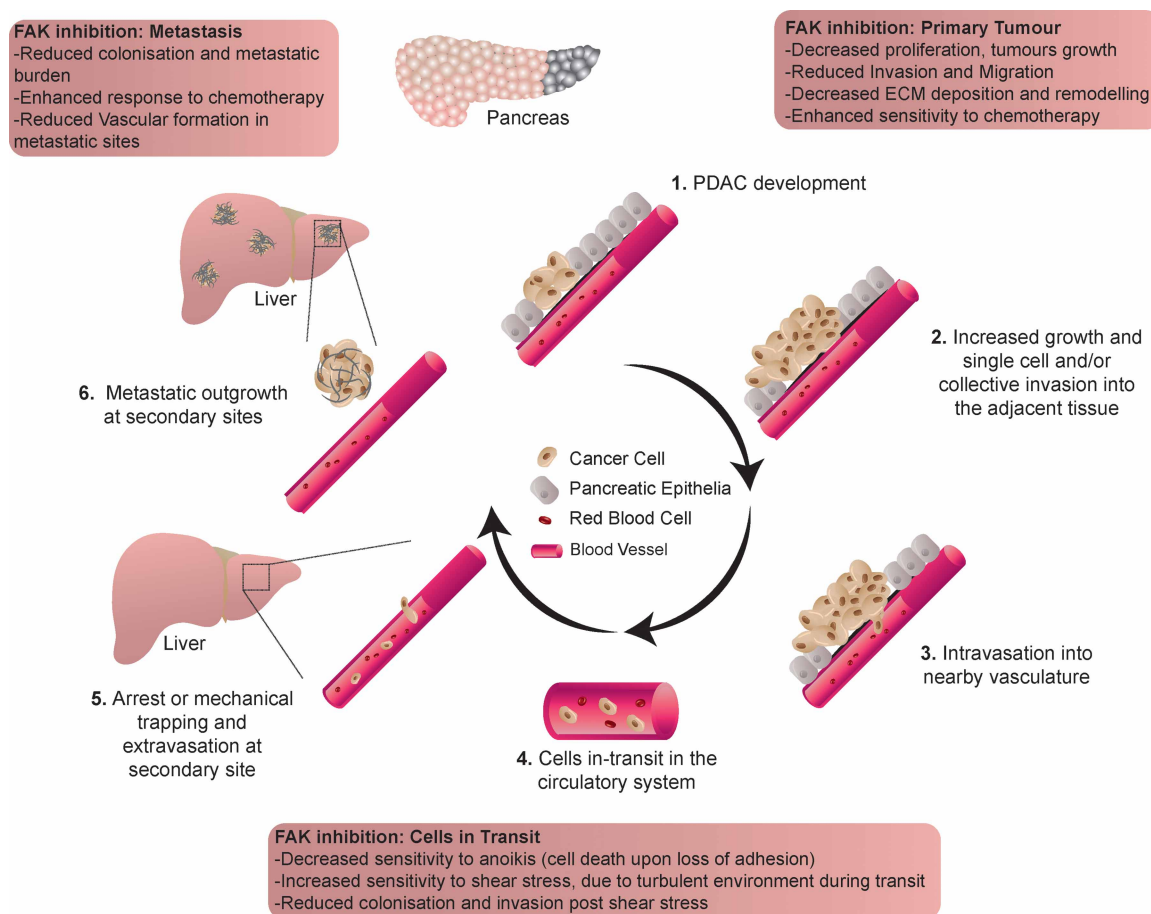 FAK inhibition: Metastasis
-Reduced colonisation and metastatic
burden
-Enhanced response to chemotherapy
-Reduced Vascular formation in
metastatic sites
Pancreas
FAK inhibition: Primary Tumour
-Decreased proliferation, tumours growth
-Reduced Invasion and Migration
-Decreased ECM deposition and remodelling
-Enhanced sensitivity to chemotherapy
1. PDAC development
2. Increased growth and
single cell and/or
collective invasion into
the adjacent tissue
Liver
6. Metastatic outgrowth
at secondary sites
Cancer Cell
Pancreatic Epithelia
Red Blood Cell
Blood Vessel
3. Intravasation into
nearby vasculature
Liver
5. Arrest or mechanical
trapping and
extravasation at
secondary site
4. Cells in-transit in the
circulatory system
FAK inhibition: Cells in Transit
-Decreased sensitivity to anoikis (cell death upon loss of adhesion)
-Increased sensitivity to shear stress, due to turbulent environment during transit
-Reduced colonisation and invasion post shear stress